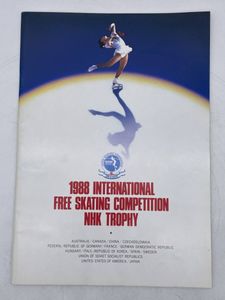 1988 INTERNATIONAL
FREE SKATING COMPETITION
NHK TROPHY
AUSTRALIA / CANADA / CHINA / CZECHOSLOVAKIA
FEDERAL REPUBLIC OF GERMANY / FRANCE / GERMAN DEMOCRATIC REPUBLIC
HUNGARY / ITALY / REPUBLIC OF KOREA / SPAIN / SWEDEN
UNION OF SOVIET SOCIALIST REPUBLICS
UNITED STATES OF AMERICA / JAPAN